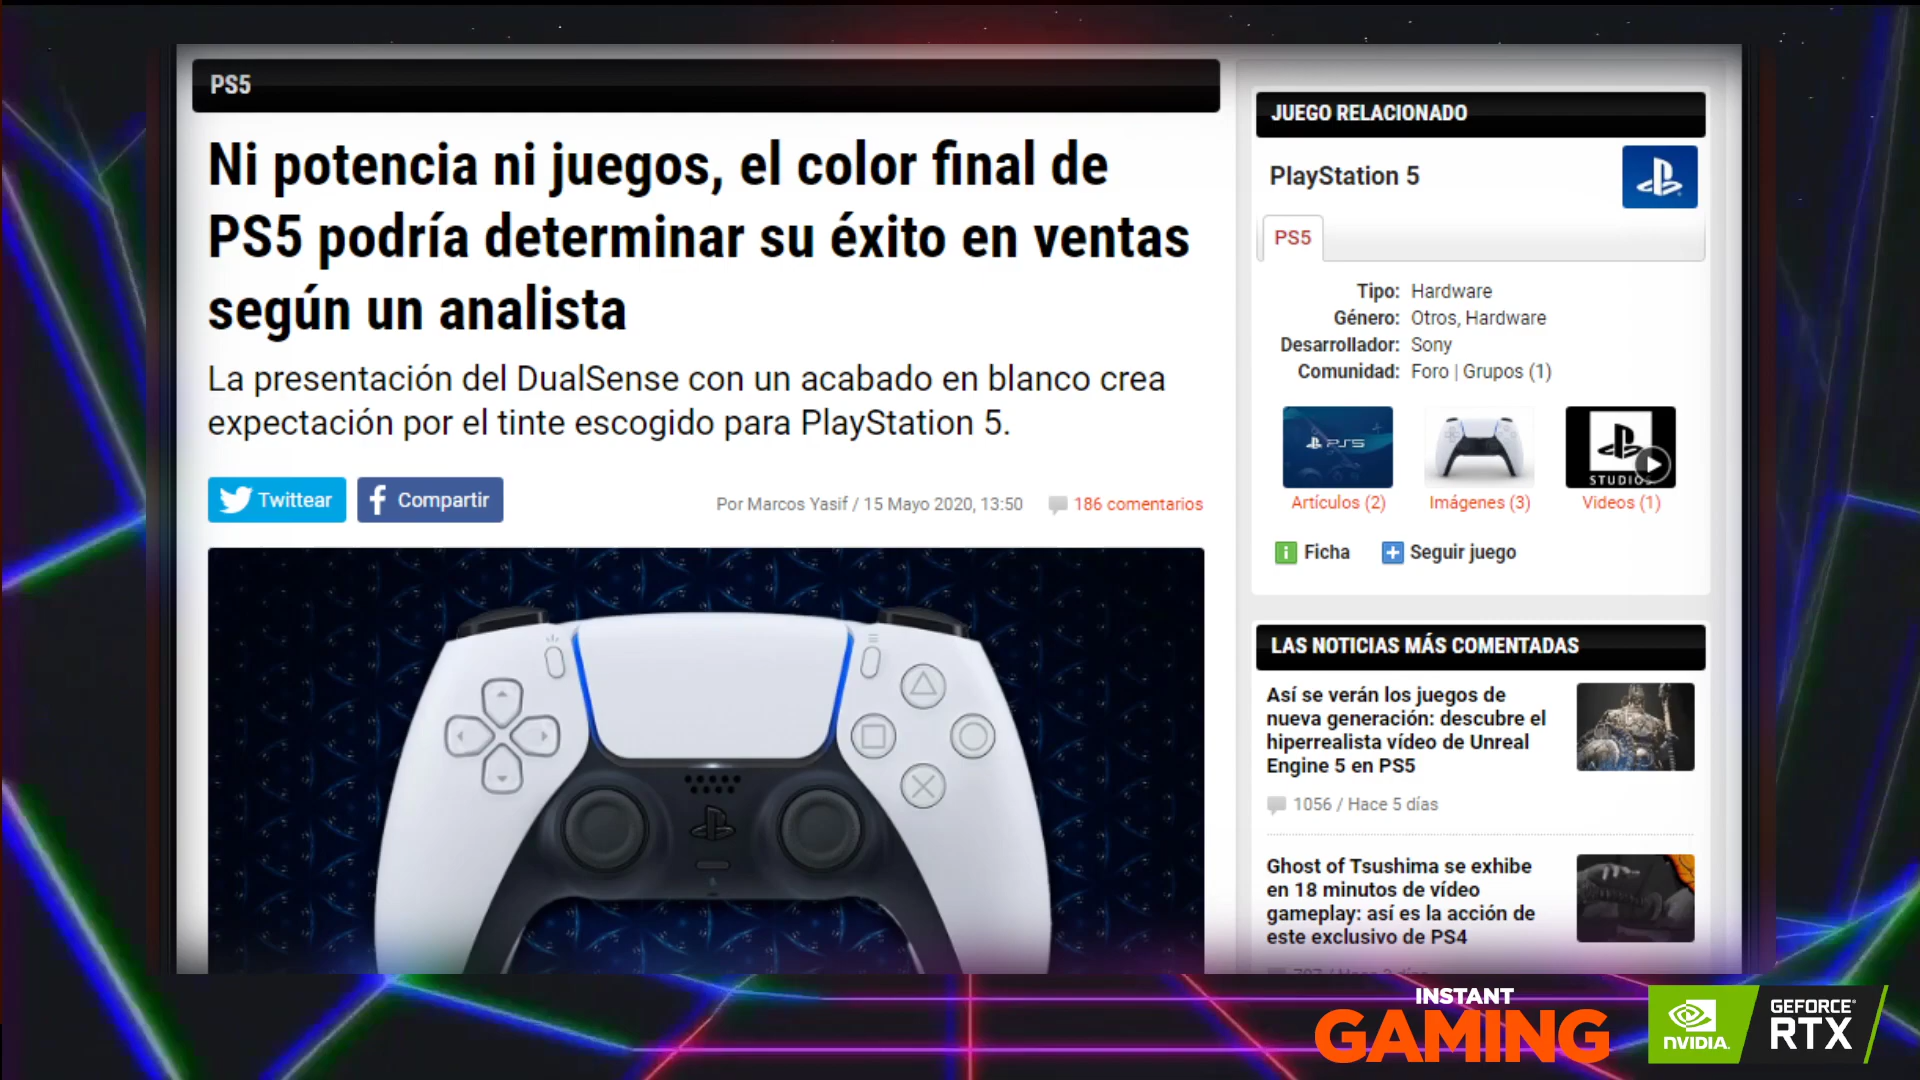 PS5
Ni potencia ni juegos, el color final de
PS5 podría determinar su éxito en ventas
según un analista
La presentación del DualSense con un acabado en blanco crea
expectación por el tinte escogido para PlayStation 5.
Twittear
Compartir
Por Marcos Yasif / 15 Mayo 2020, 13:50
186 comentarios
JUEGO RELACIONADO
PlayStation 5
PS5
Tipo: Hardware
Género: Otros, Hardware
Desarrollador: Sony
Comunidad: Foro | Grupos (1)
PS5
STUDIOS
Artículos (2)
Imágenes (3)
Videos (1)
Ficha
Seguir juego
LAS NOTICIAS MÁS COMENTADAS
Así se verán los juegos de
nueva generación: descubre el
hiperrealista vídeo de Unreal
Engine 5 en PS5
1056 / Hace 5 días
Ghost of Tsushima se exhibe
en 18 minutos de vídeo
gameplay: así es la acción de
este exclusivo de PS4
INSTANT
GAMING
NVIDIA.
GEFORCE
RTX